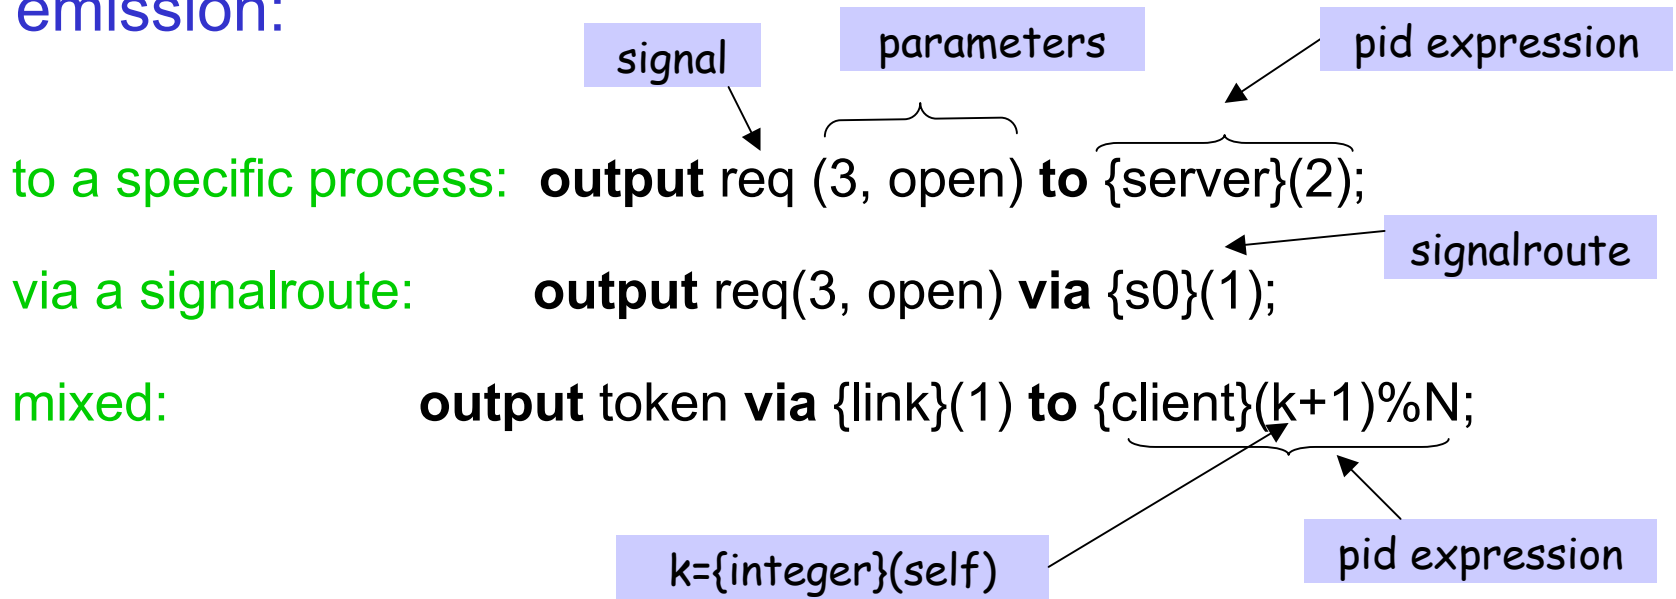 emission:
signal
parameters
pid expression
to a specific process: output req (3, open) to {server}(2);
signalroute
via a signalroute: output req(3, open) via {s0}(1);
mixed: output token via {link}(1) to {client}(k+1)%N;
k={integer}(self)
pid expression